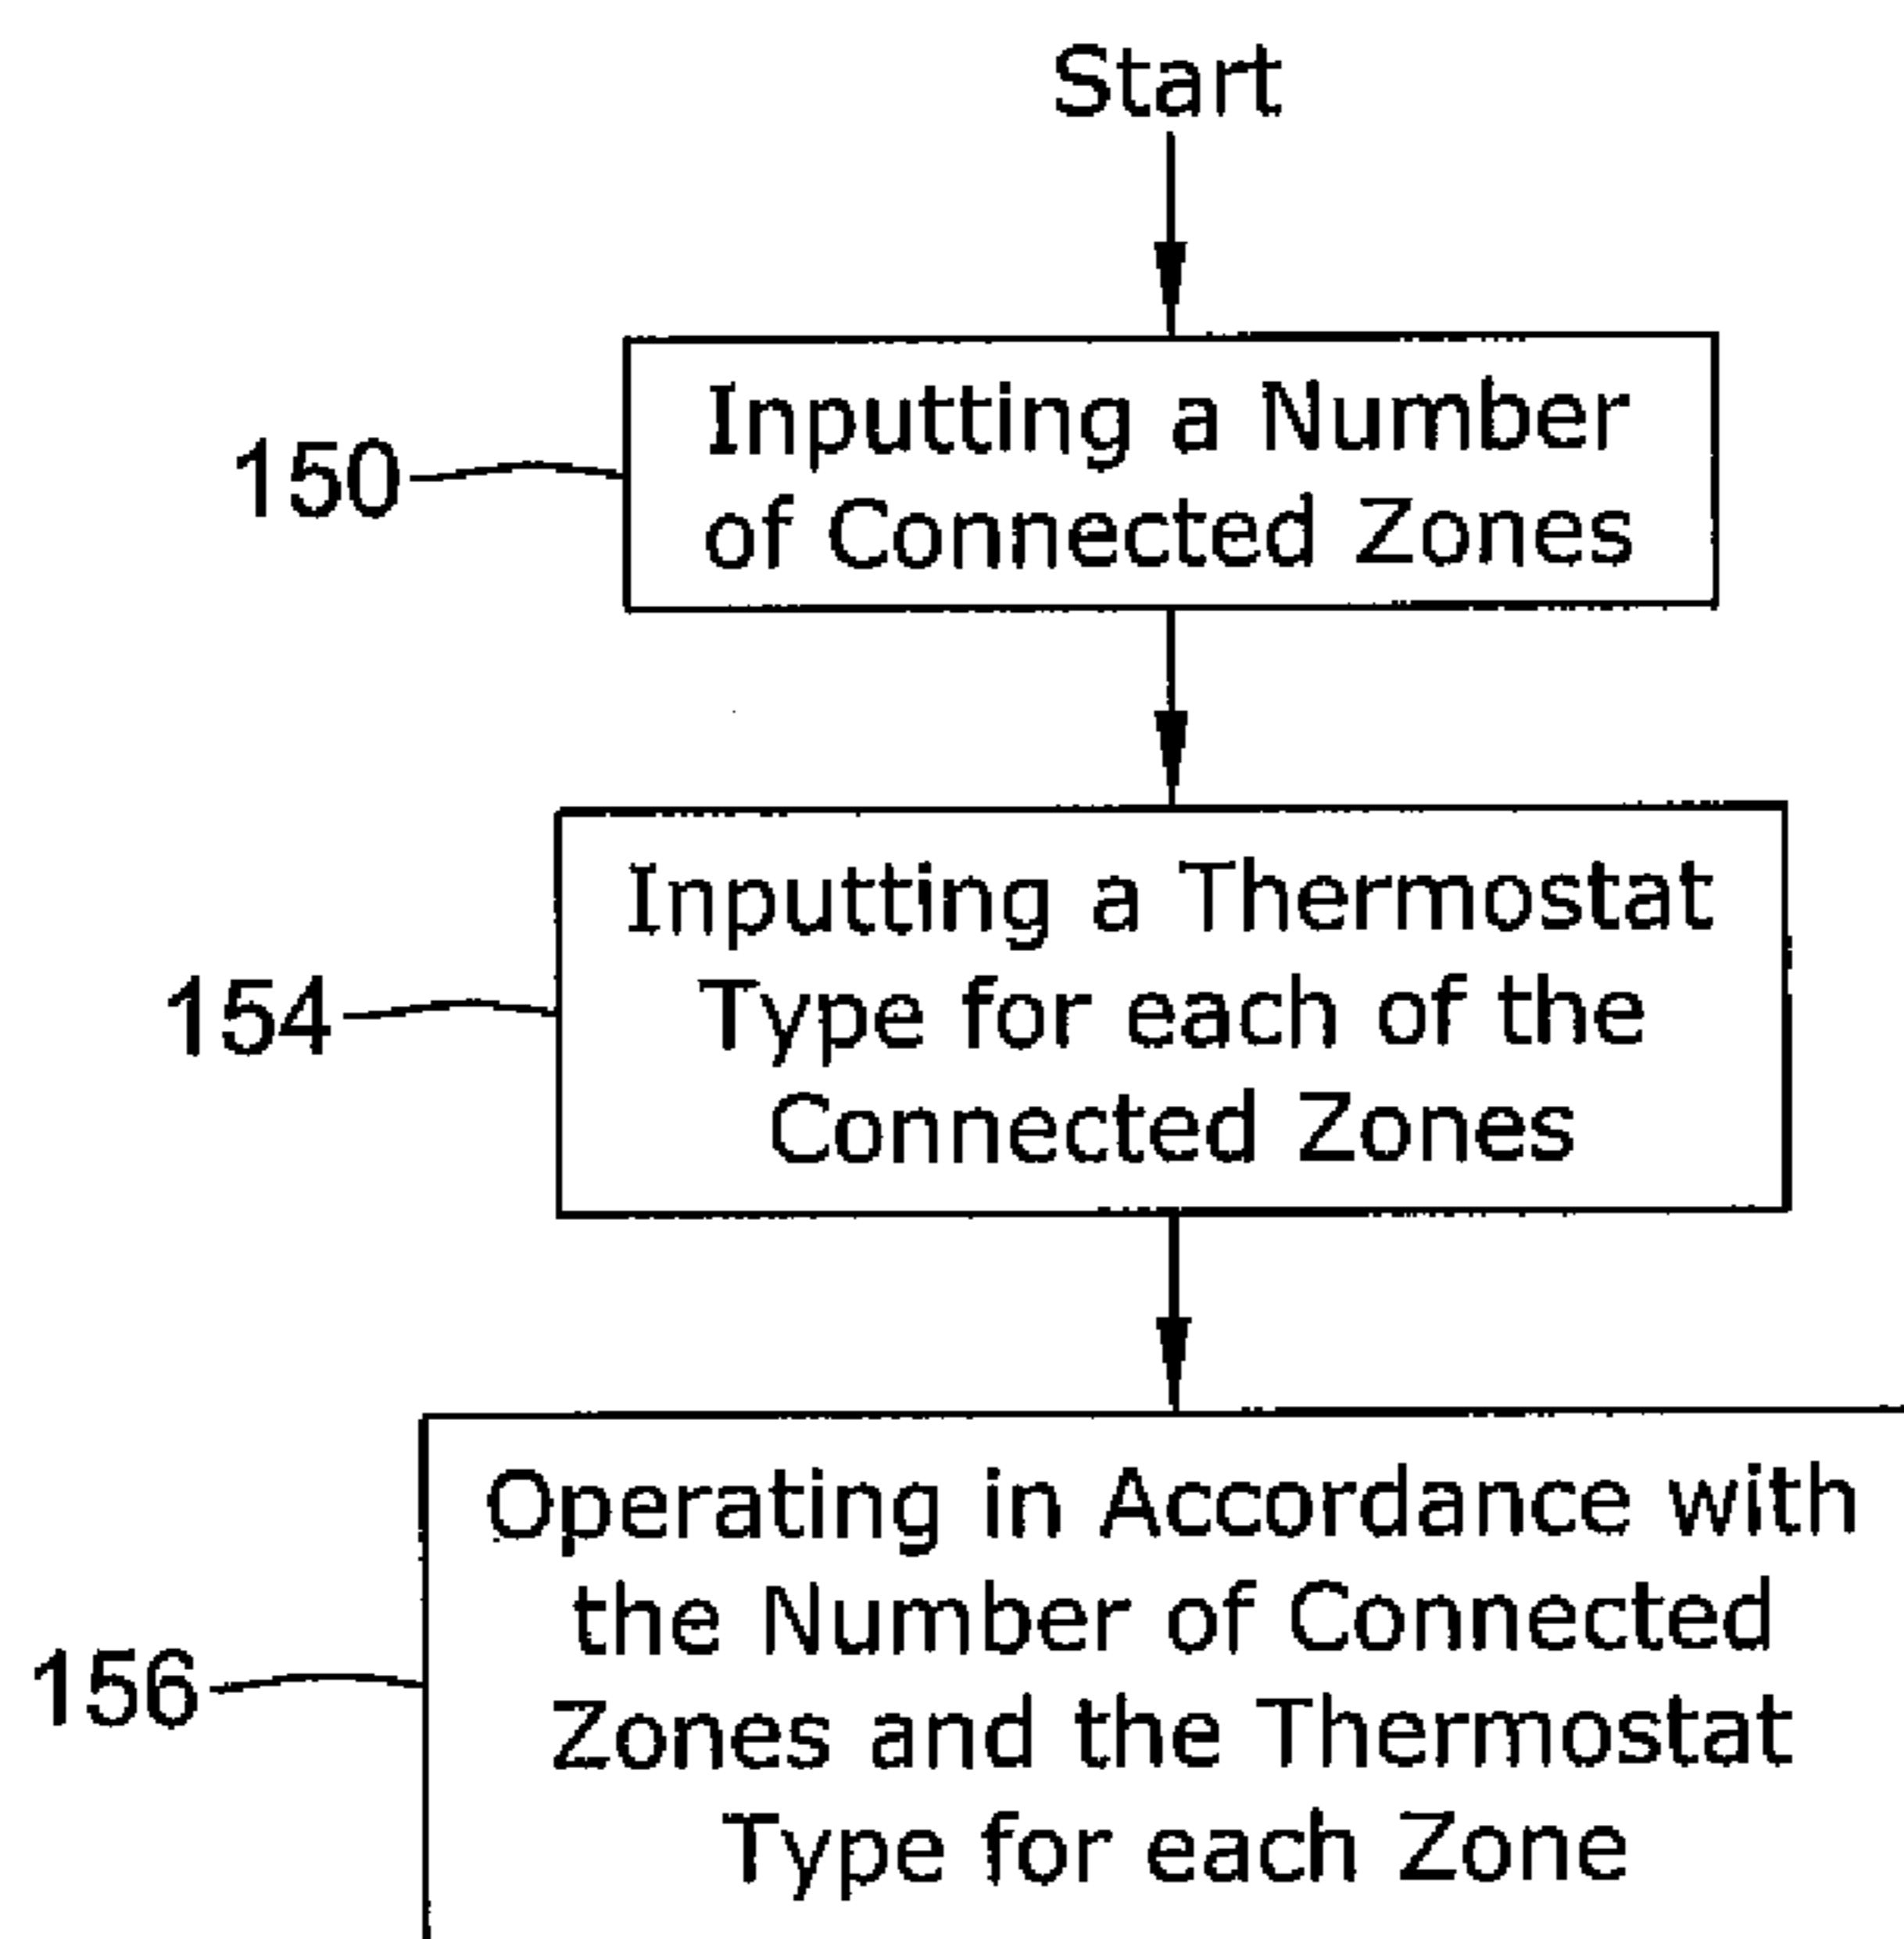 Start
150
Inputting a Number
of Connected Zones
154
Inputting a Thermostat
Type for each of the
Connected Zones
156
Operating in Accordance with
the Number of Connected
Zones and the Thermostat
Type for each Zone